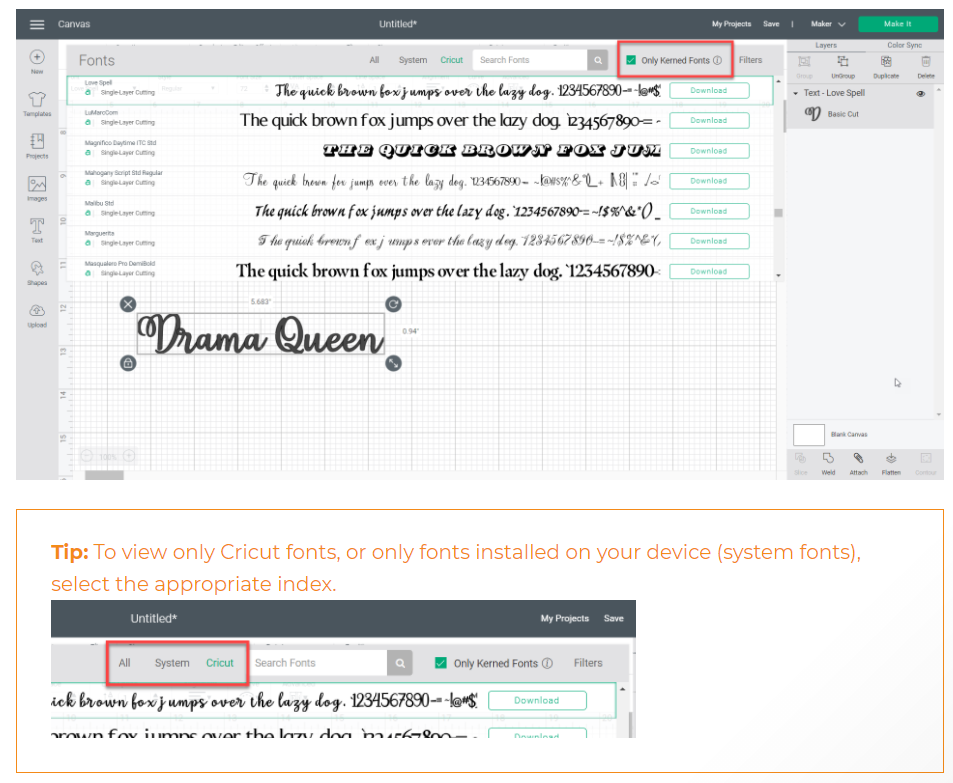 Canvas
Untitled*
My Projects Save | Maker Make It
Layers Color Sync
New
Fonts
All System Cricut Search Fonts Only Kerned Fonts Filters
Group UnGroup Duplicate Delete
Love Spell
Single-Layer Cutting
The quick brown fox jumps over the lazy dog. 1234567890-=~!@#$
Download
Text - Love Spell
Basic Cut
Templates
LuMarcCom
Single-Layer Cutting
The quick brown fox jumps over the lazy dog. `1234567890-= ~
Download
Projects
Magnifico Daytime ITC Std
Single-Layer Cutting
THE QUICK BROWN FOX JUM
Download
Images
Mahogany Script Std Regular
Single-Layer Cutting
The quick brown fox jumps over the lazy dog. `1234567890-= ~!@#$%^&*()_+
Download
Malibu Std
Single-Layer Cutting
The quick brown fox jumps over the lazy dog. `1234567890-= ~!$%^&*() _
Download
Text
Marguerita
Single-Layer Cutting
The quick brown fox jumps over the lazy dog. `1234567890-= ~!$%^&*(,
Download
Shapes
Masqualero Pro DemiBold
Single-Layer Cutting
The quick brown fox jumps over the lazy dog. `1234567890-
Download
Upload
5.683"
Drama Queen
0.94"
9
10
11
12
13
14
15
100%
Blank Canvas
Slice Weld Attach Flatten Contour
Tip: To view only Cricut fonts, or only fonts installed on your device (system fonts),
select the appropriate index.
Untitled*
My Projects Save
All System Cricut Search Fonts Only Kerned Fonts Filters
ick brown fox jumps over the lazy dog. `1234567890-= ~!@#$
Download
brown fox jumps over the lazy dog. `1234567890-= ~
Download